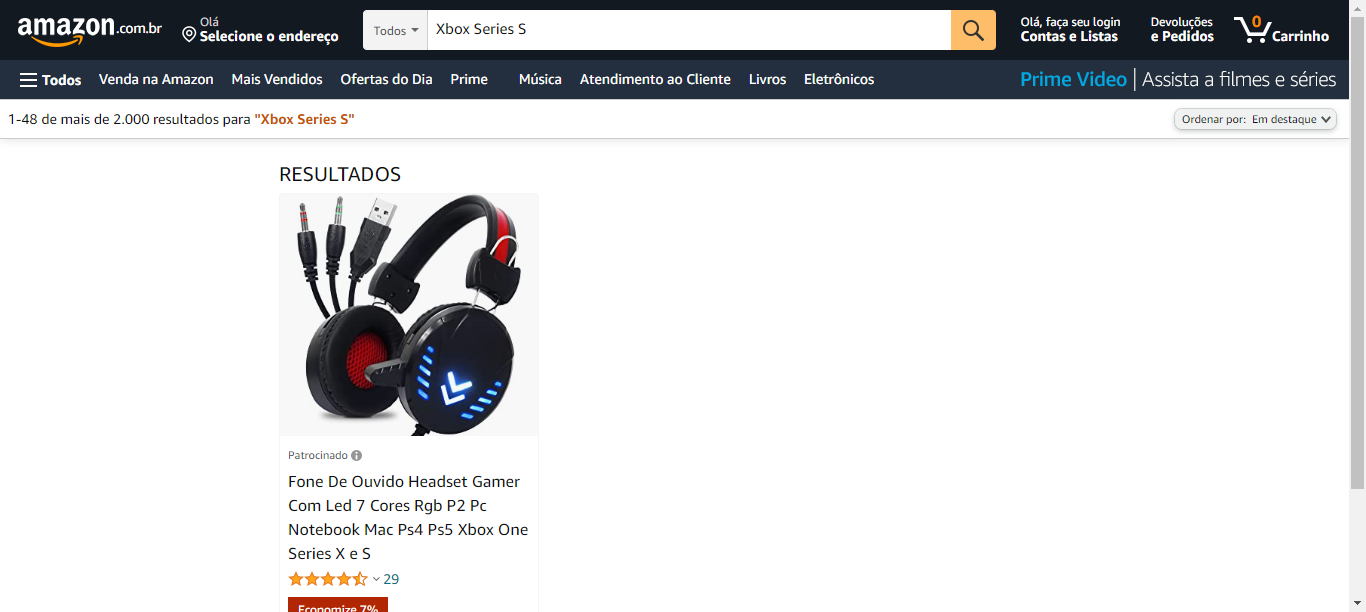 amazon.com.br
Olá
Selecione o endereço
Todos
Xbox Series S
Olá, faça seu login
Contas e Listas
Devoluções
e Pedidos
0
Carrinho
Todos
Venda na Amazon
Mais Vendidos
Ofertas do Dia
Prime
Música
Atendimento ao Cliente
Livros
Eletrônicos
Prime Video | Assista a filmes e séries
1-48 de mais de 2.000 resultados para "Xbox Series S"
Ordenar por: Em destaque
RESULTADOS
Patrocinado
Fone De Ouvido Headset Gamer
Com Led 7 Cores Rgb P2 Pc
Notebook Mac Ps4 Ps5 Xbox One
Series X e S
29
Economize 7%